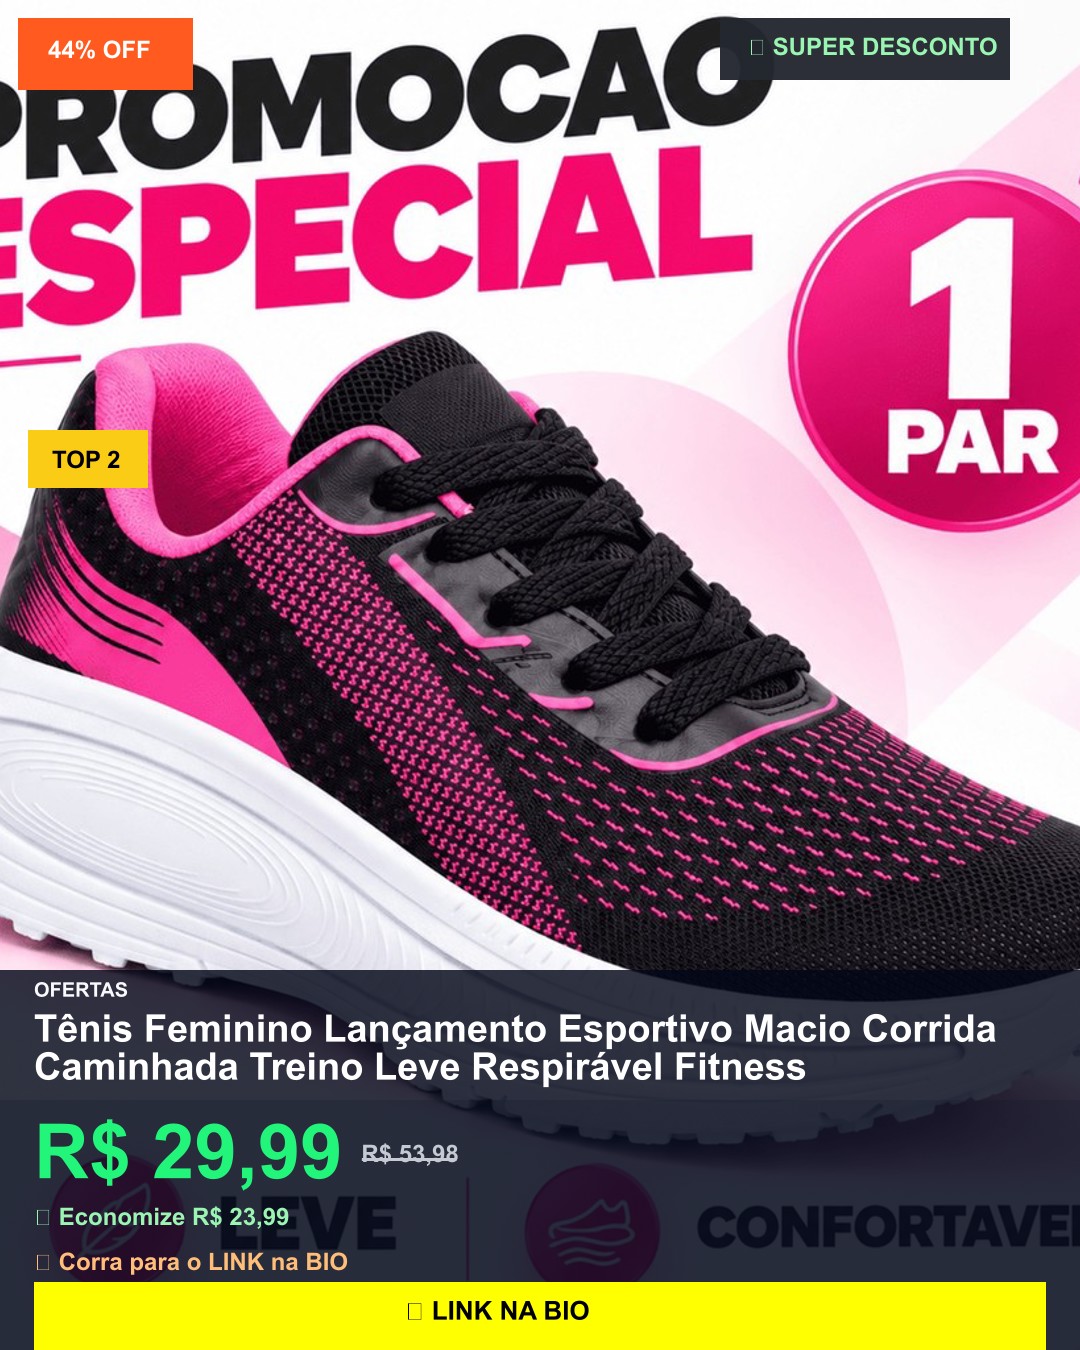 44% OFF
SUPER DESCONTO
PROMOCAO
ESPECIAL
1
PAR
TOP 2
OFERTAS
Tênis Feminino Lançamento Esportivo Macio Corrida
Caminhada Treino Leve Respirável Fitness
R$ 29,99 R$ 53,98
Economize R$ 23,99
LEVE
CONFORTAVEL
Corra para o LINK na BIO
LINK NA BIO